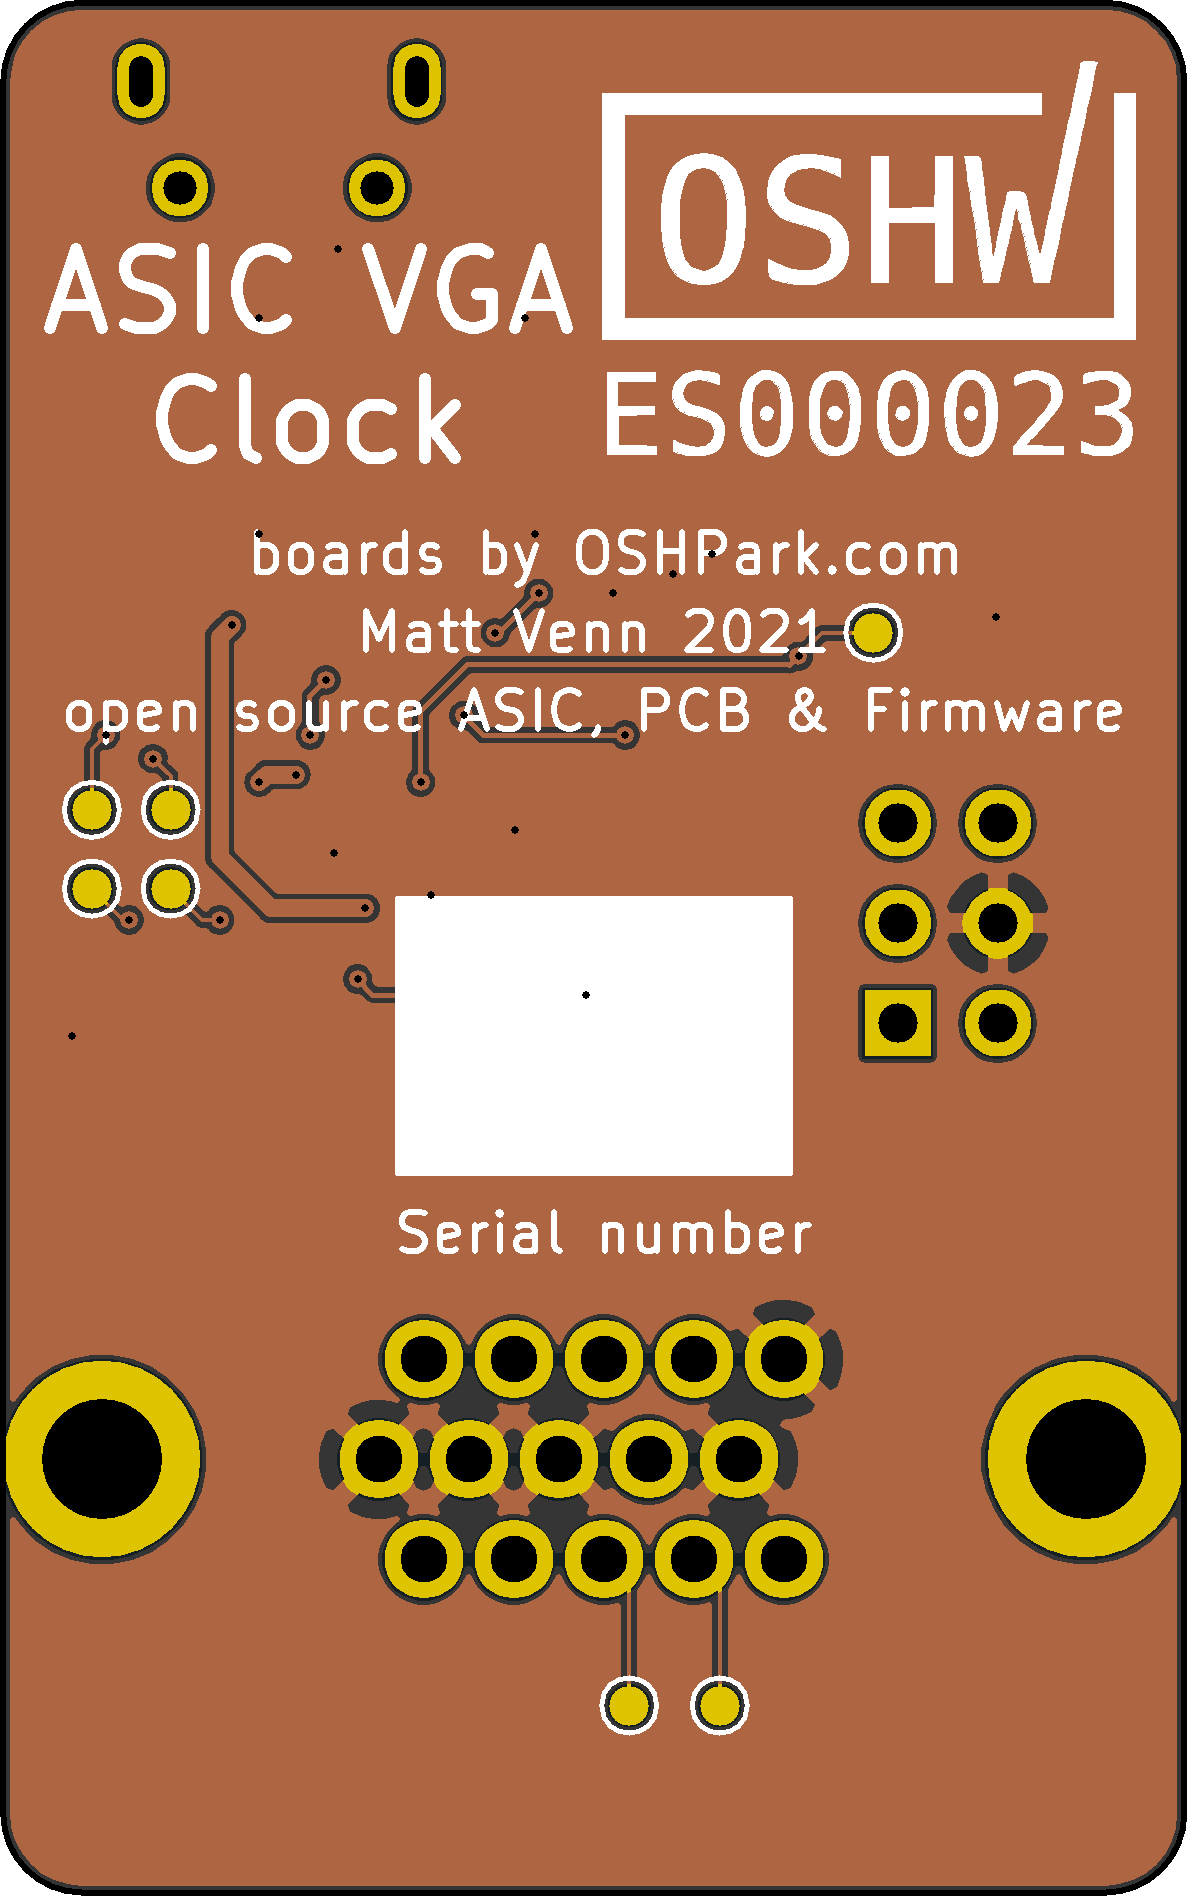 OSHW
ASIC VGA
Clock
ES000023
boards by OSHPark.com
Matt Venn 2021
open source ASIC, PCB & Firmware
Serial number